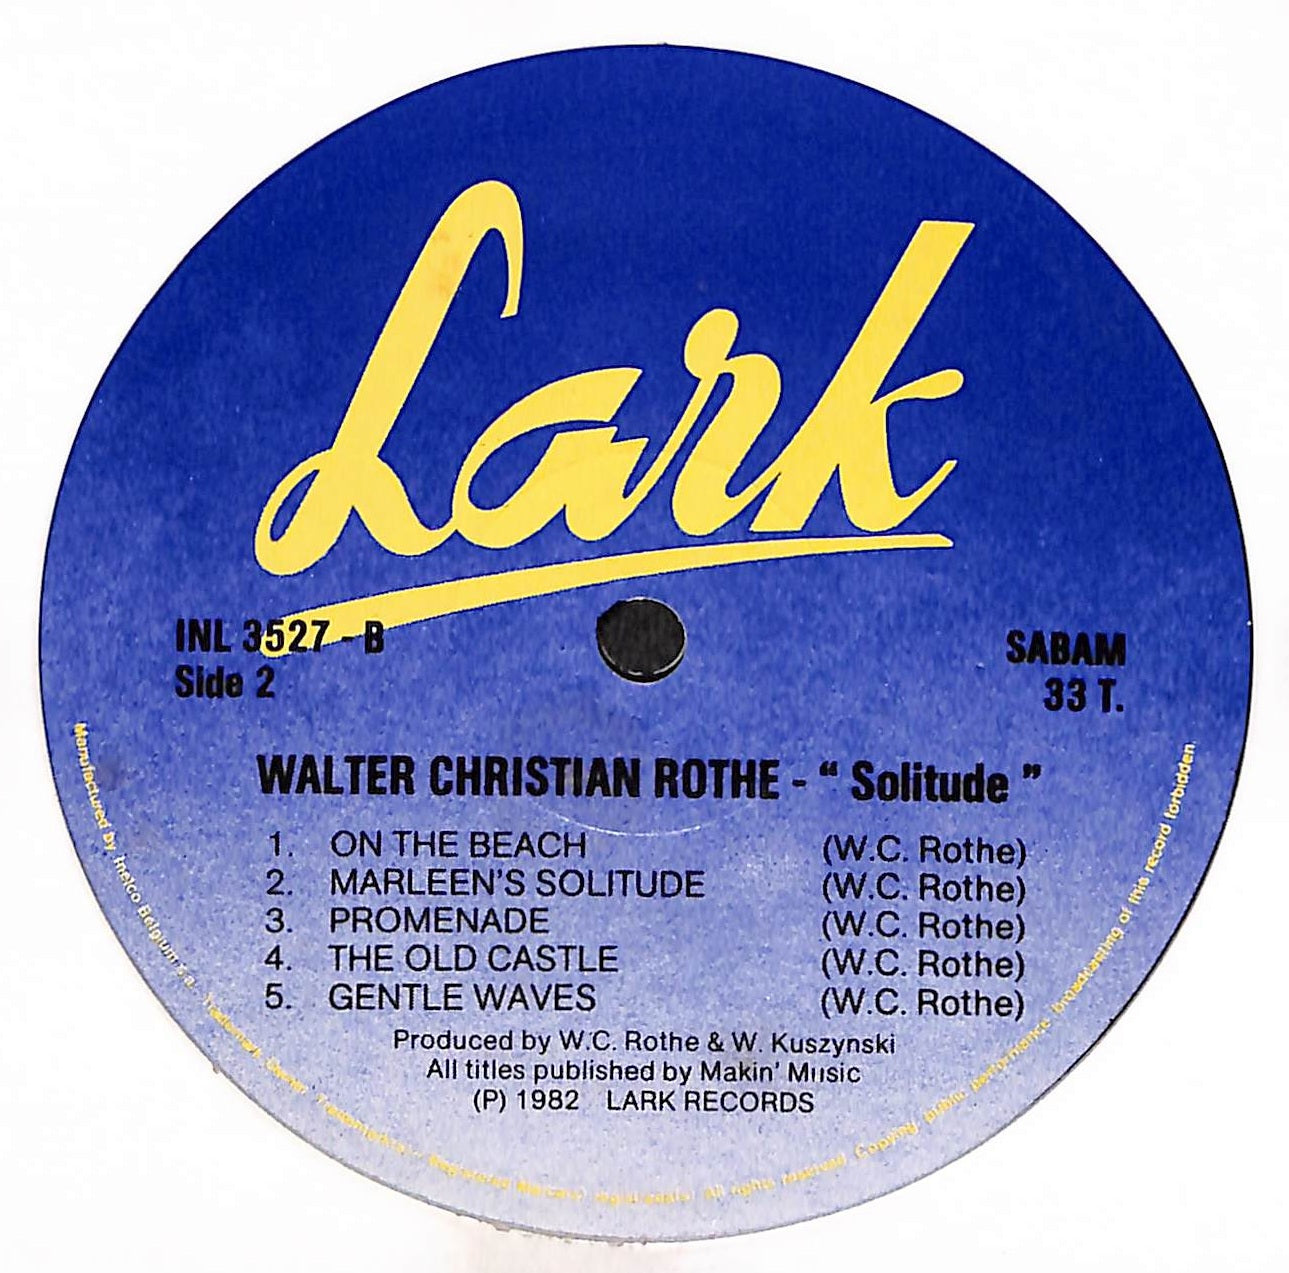 Lark
INL 3527 - B
Side 2
SABAM
33 T.
WALTER CHRISTIAN ROTHE - “ Solitude ”
1. ON THE BEACH (W.C. Rothe)
2. MARLEEN'S SOLITUDE (W.C. Rothe)
3. PROMENADE (W.C. Rothe)
4. THE OLD CASTLE (W.C. Rothe)
5. GENTLE WAVES (W.C. Rothe)
Produced by W.C. Rothe & W. Kuszynski
All titles published by Makin' Music
(P) 1982 LARK RECORDS
Manufactured by Inelco Belgium s.a. Trademark Owner All rights reserved Copying, public performance broadcasting of this record forbidden